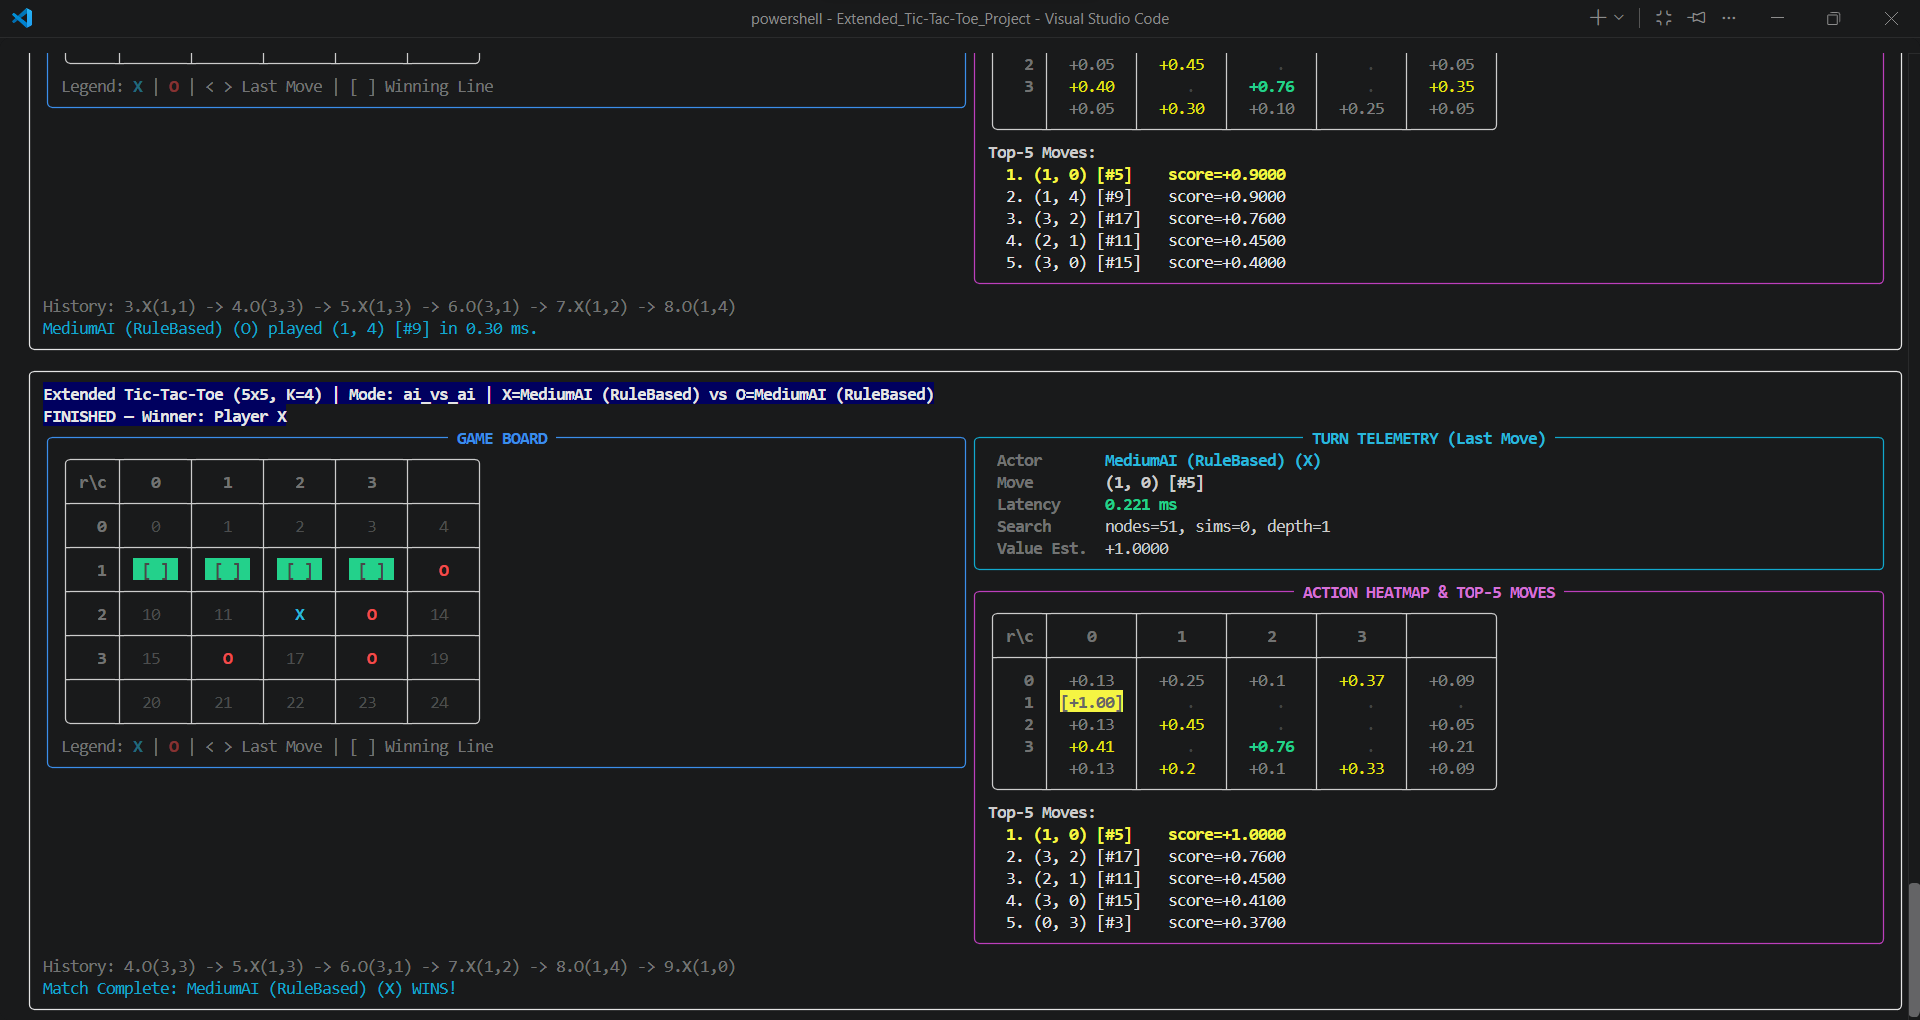 powershell - Extended_Tic-Tac-Toe_Project - Visual Studio Code
Legend: X | O | < > Last Move | [ ] Winning Line
2 +0.05 +0.45 . . +0.05
3 +0.40 . +0.76 . +0.35
+0.05 +0.30 +0.10 +0.25 +0.05
Top-5 Moves:
1. (1, 0) [#5] score=+0.9000
2. (1, 4) [#9] score=+0.9000
3. (3, 2) [#17] score=+0.7600
4. (2, 1) [#11] score=+0.4500
5. (3, 0) [#15] score=+0.4000
History: 3.X(1,1) -> 4.O(3,3) -> 5.X(1,3) -> 6.O(3,1) -> 7.X(1,2) -> 8.O(1,4)
MediumAI (RuleBased) (O) played (1, 4) [#9] in 0.30 ms.
Extended Tic-Tac-Toe (5x5, K=4) | Mode: ai_vs_ai | X=MediumAI (RuleBased) vs O=MediumAI (RuleBased)
FINISHED — Winner: Player X
GAME BOARD
r\c 0 1 2 3
0 0 1 2 3 4
1 [ ] [ ] [ ] [ ] O
2 10 11 X O 14
3 15 O 17 O 19
20 21 22 23 24
Legend: X | O | < > Last Move | [ ] Winning Line
TURN TELEMETRY (Last Move)
Actor MediumAI (RuleBased) (X)
Move (1, 0) [#5]
Latency 0.221 ms
Search nodes=51, sims=0, depth=1
Value Est. +1.0000
ACTION HEATMAP & TOP-5 MOVES
r\c 0 1 2 3
0 +0.13 +0.25 +0.1 +0.37 +0.09
1 [+1.00] . . . .
2 +0.13 +0.45 . . +0.05
3 +0.41 . +0.76 . +0.21
+0.13 +0.2 +0.1 +0.33 +0.09
Top-5 Moves:
1. (1, 0) [#5] score=+1.0000
2. (3, 2) [#17] score=+0.7600
3. (2, 1) [#11] score=+0.4500
4. (3, 0) [#15] score=+0.4100
5. (0, 3) [#3] score=+0.3700
History: 4.O(3,3) -> 5.X(1,3) -> 6.O(3,1) -> 7.X(1,2) -> 8.O(1,4) -> 9.X(1,0)
Match Complete: MediumAI (RuleBased) (X) WINS!